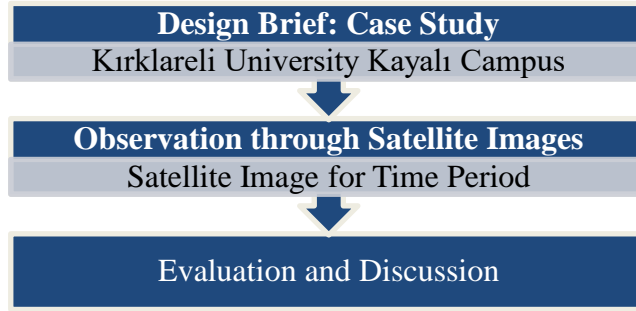 Design Brief: Case Study
Kırklareli University Kayalı Campus
Observation through Satellite Images
Satellite Image for Time Period
Evaluation and Discussion